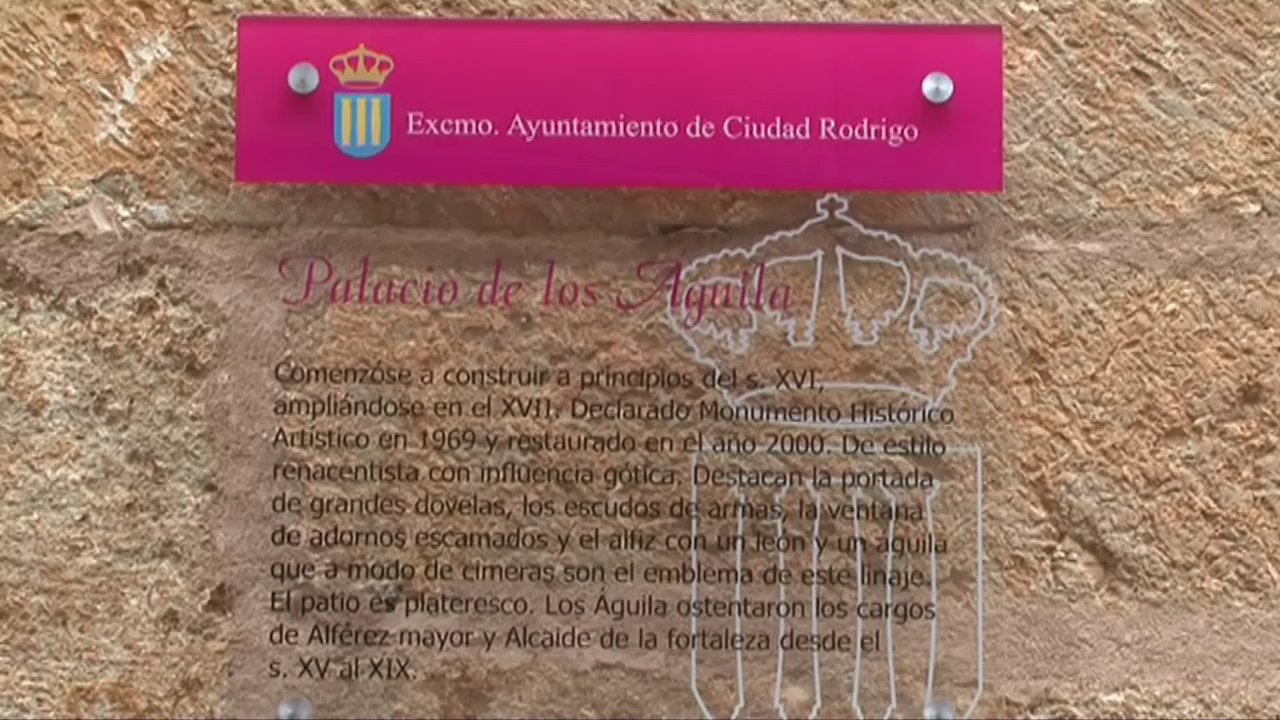 Excmo. Ayuntamiento de Ciudad Rodrigo
Palacio de los Aguila
Comenzóse a construir a principios del s. XVI,
ampliándose en el XVII. Declarado Monumento Histórico
Artístico en 1969 y restaurado en el año 2000. De estilo
renacentista con influencia gótica. Destacan la portada
de grandes dovelas, los escudos de armas, la ventana
de adornos escamados y el alfiz con un león y un águila
que a modo de cimeras son el emblema de este linaje.
El patio es plateresco. Los Águila ostentaron los cargos
de Alférez mayor y Alcaide de la fortaleza desde el
s. XV al XIX.